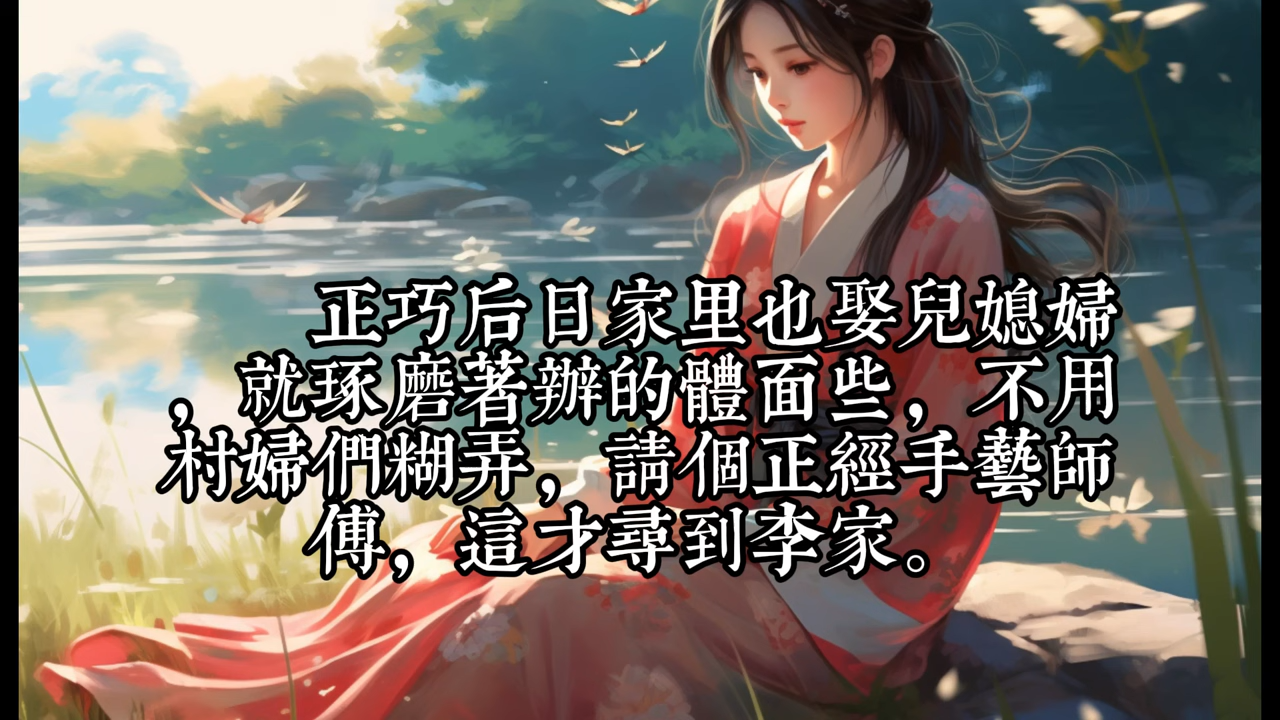 正巧后日家里也娶兒媳婦
，就琢磨著辦的體面些，不用
村婦們糊弄，請個正經手藝師
傅，這才尋到李家。